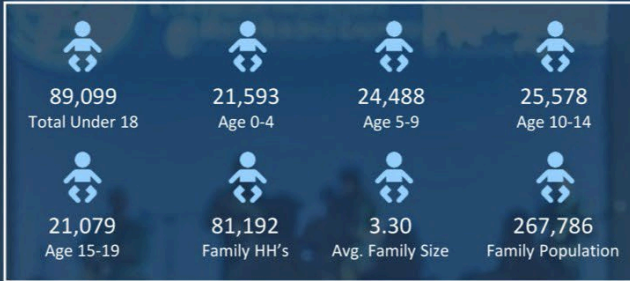 89,099
Total Under 18
21,593
Age 0-4
24,488
Age 5-9
25,578
Age 10-14
21,079
Age 15-19
81,192
Family HH's
3.30
Avg. Family Size
267,786
Family Population